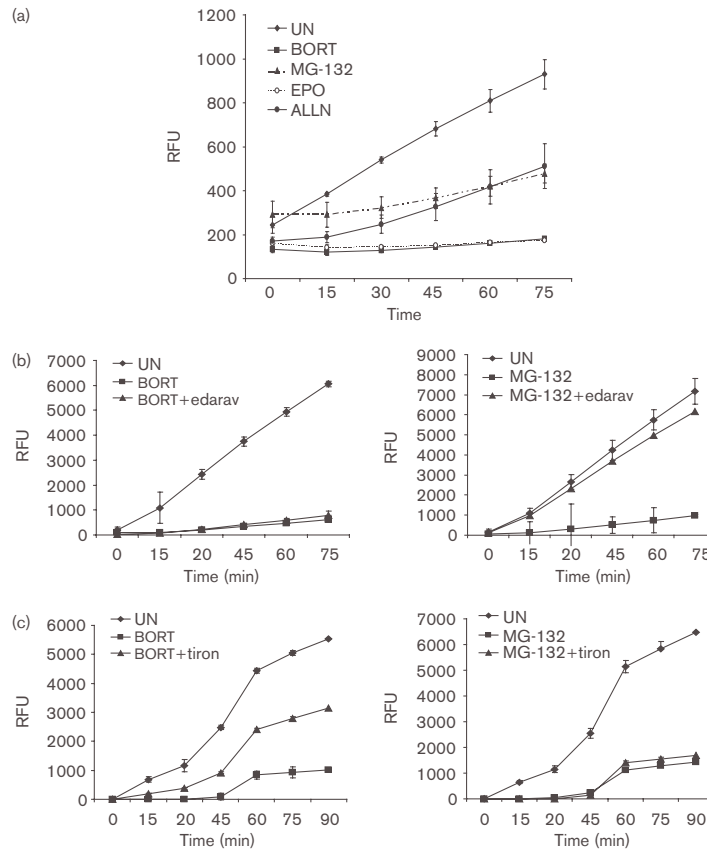 (a)
1200
1000
800
600
400
200
0
RFU
UN
BORT
MG-132
EPO
ALLN
0 15 30 45 60 75
Time
(b)
7000
6000
5000
4000
3000
2000
1000
0
RFU
UN
BORT
BORT+edarav
0 15 20 45 60 75
Time (min)
9000
8000
7000
6000
5000
4000
3000
2000
1000
0
RFU
UN
MG-132
MG-132+edarav
0 15 20 45 60 75
Time (min)
(c)
6000
5000
4000
3000
2000
1000
0
RFU
UN
BORT
BORT+tiron
0 15 20 45 60 75 90
Time (min)
7000
6000
5000
4000
3000
2000
1000
0
RFU
UN
MG-132
MG-132+tiron
0 15 20 45 60 75 90
Time (min)